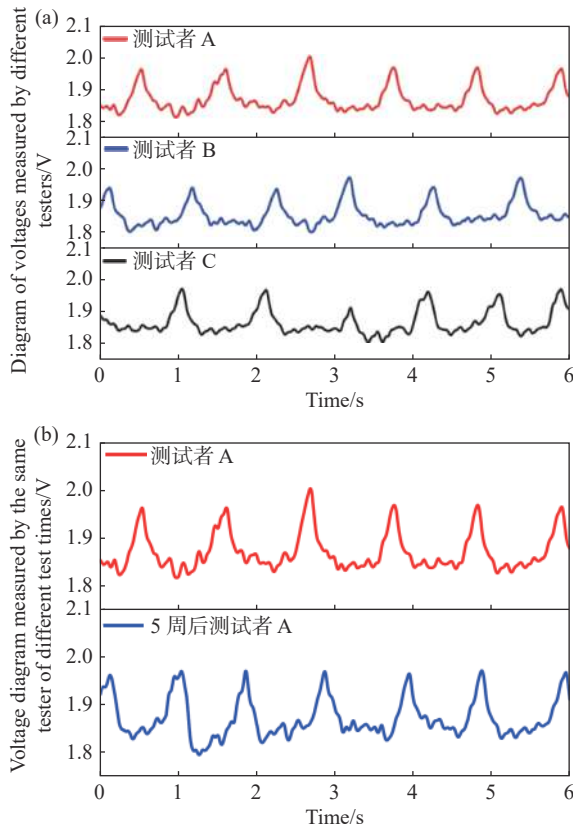 (a)
Diagram of voltages measured by different
testers/V
2.1
测试者 A
2.0
1.9
1.8
2.1
测试者 B
2.0
1.9
1.8
2.1
测试者 C
2.0
1.9
1.8
0 1 2 3 4 5 6
Time/s
(b)
Voltage diagram measured by the same
tester of different test times/V
2.1
测试者 A
2.0
1.9
1.8
2.1
5 周后测试者 A
2.0
1.9
1.8
0 1 2 3 4 5 6
Time/s